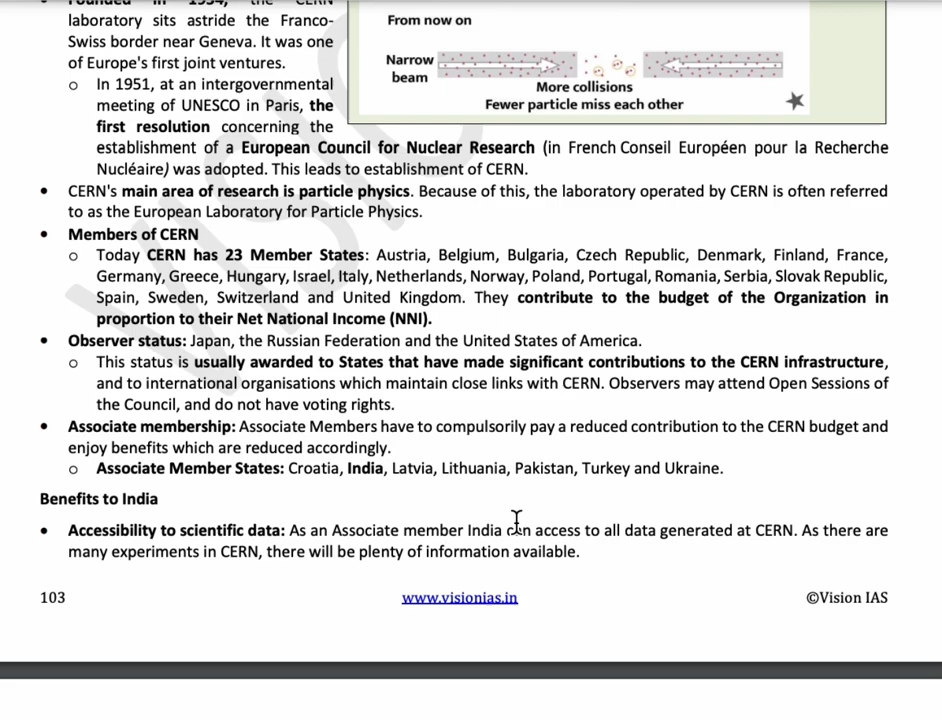 Founded in 1954, the CERN
laboratory sits astride the Franco-
Swiss border near Geneva. It was one
of Europe's first joint ventures.
o In 1951, at an intergovernmental
meeting of UNESCO in Paris, the
first resolution concerning the
From now on
Narrow
beam
More collisions
Fewer particle miss each other
establishment of a European Council for Nuclear Research (in French Conseil Européen pour la Recherche
Nucléaire) was adopted. This leads to establishment of CERN.
• CERN's main area of research is particle physics. Because of this, the laboratory operated by CERN is often referred
to as the European Laboratory for Particle Physics.
• Members of CERN
o Today CERN has 23 Member States: Austria, Belgium, Bulgaria, Czech Republic, Denmark, Finland, France,
Germany, Greece, Hungary, Israel, Italy, Netherlands, Norway, Poland, Portugal, Romania, Serbia, Slovak Republic,
Spain, Sweden, Switzerland and United Kingdom. They contribute to the budget of the Organization in
proportion to their Net National Income (NNI).
• Observer status: Japan, the Russian Federation and the United States of America.
o This status is usually awarded to States that have made significant contributions to the CERN infrastructure,
and to international organisations which maintain close links with CERN. Observers may attend Open Sessions of
the Council, and do not have voting rights.
• Associate membership: Associate Members have to compulsorily pay a reduced contribution to the CERN budget and
enjoy benefits which are reduced accordingly.
o Associate Member States: Croatia, India, Latvia, Lithuania, Pakistan, Turkey and Ukraine.
Benefits to India
• Accessibility to scientific data: As an Associate member India can access to all data generated at CERN. As there are
many experiments in CERN, there will be plenty of information available.
103
www.visionias.in
©Vision IAS